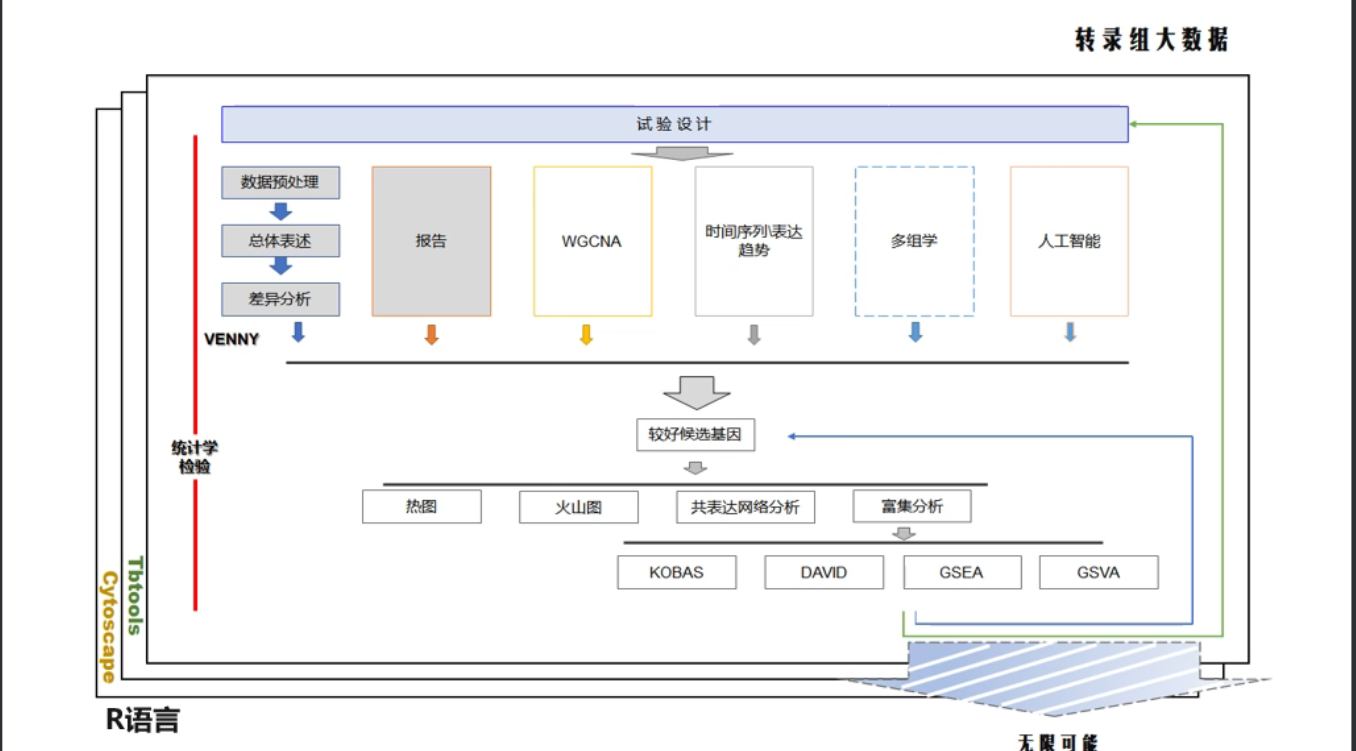 转录组大数据
试验设计
数据预处理
总体表述
差异分析
报告
WGCNA
时间序列\表达
趋势
多组学
人工智能
VENNY
较好候选基因
统计学
检验
热图
火山图
共表达网络分析
富集分析
KOBAS
DAVID
GSEA
GSVA
Tbtools
Cytoscape
R语言
无限可能